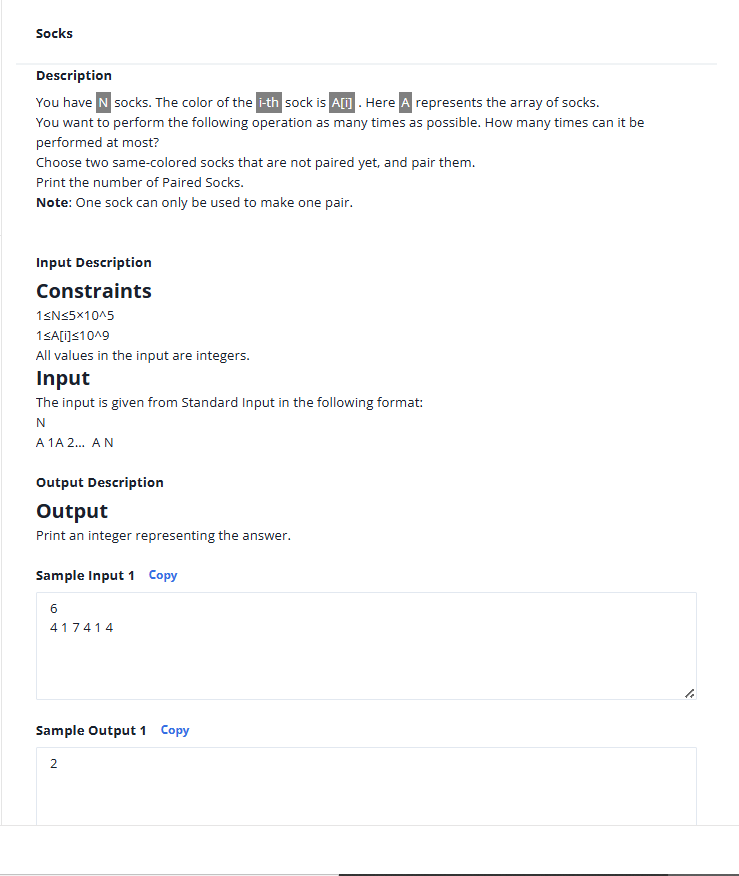 Socks
Description
You have N socks. The color of the i-th sock is A[i] . Here A represents the array of socks.
You want to perform the following operation as many times as possible. How many times can it be
performed at most?
Choose two same-colored socks that are not paired yet, and pair them.
Print the number of Paired Socks.
Note: One sock can only be used to make one pair.
Input Description
Constraints
1≤N≤5×10^5
1≤A[i]≤10^9
All values in the input are integers.
Input
The input is given from Standard Input in the following format:
N
A 1A 2... A N
Output Description
Output
Print an integer representing the answer.
Sample Input 1 Copy
6
4 1 7 4 1 4
Sample Output 1 Copy
2